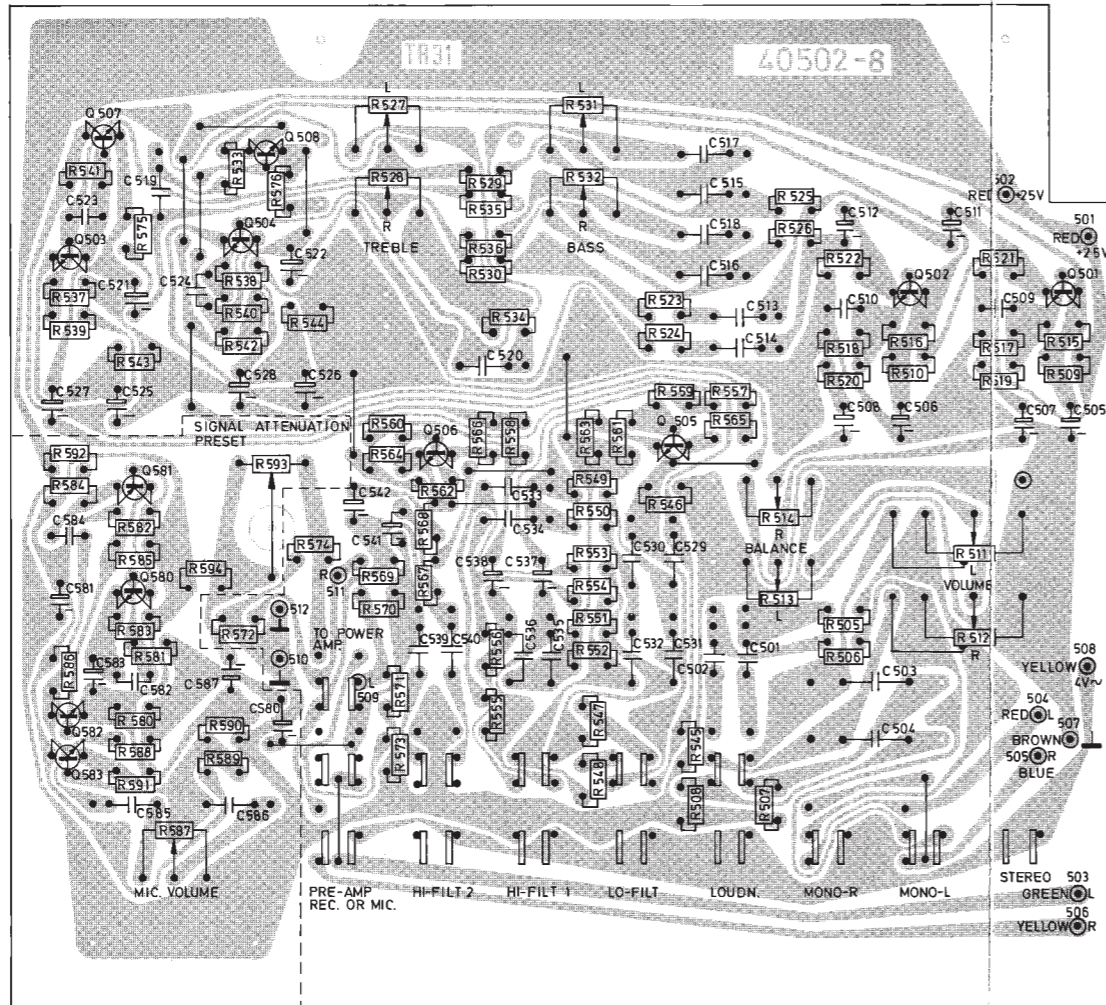 TR31
40502-8
L
L
Q507
R527
R531
Q508
C517
R541
R533
C519
R576
502
R528
R529
R532
C515
R525
RED
+25V
C523
R575
R535
C512
C511
501
R
R
C518
R526
RED
+25V
Q503
Q504
TREBLE
R536
BASS
C522
R522
R521
R538
R530
C516
Q502
Q501
C521
C524
R537
R523
C510
C509
R540
R544
R534
C513
R539
R542
R524
C514
R518
R516
R517
R515
R543
C520
R520
R510
R519
R509
C527
C525
C528
C526
R559
R557
C508
C506
C507
C505
SIGNAL ATTENUATION
PRESET
R560
Q506
R566
R558
R563
R561
Q505
R565
R592
R564
R593
Q581
R549
R584
R562
C533
R546
C542
R514
C584
R582
R568
C534
R550
R
C541
BALANCE
R585
R574
R553
R511
C538
C537
C530
C529
L
Q580
R594
R
R569
R567
R554
VOLUME
C581
511
R513
512
R570
R551
L
R583
R572
TO POWER
AMP.
R505
R512
R581
C539
C540
R556
C536
C535
R552
C532
C531
C501
R506
R
R586
C583
510
C502
508
C582
C587
L
R571
C503
YELLOW
4V~
509
R555
504
R580
C580
R547
RED
L
Q582
R590
R545
507
R588
R573
C504
BROWN
505
R
Q583
R589
R548
BLUE
R591
R508
R507
C585
C586
R587
MIC. VOLUME
PRE-AMP
REC. OR MIC.
HI-FILT 2
HI-FILT 1
LO-FILT
LOUDN.
MONO-R
MONO-L
STEREO
503
GREEN
L
506
YELLOW
R